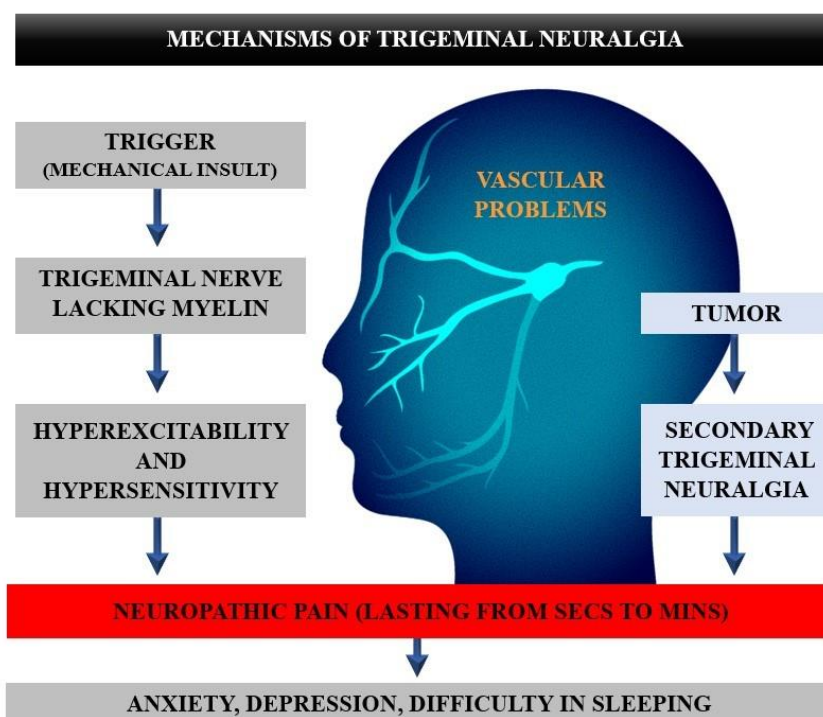 MECHANISMS OF TRIGEMINAL NEURALGIA
TRIGGER
(MECHANICAL INSULT)
TRIGEMINAL NERVE
LACKING MYELIN
HYPEREXCITABILITY
AND
HYPERSENSITIVITY
VASCULAR
PROBLEMS
TUMOR
SECONDARY
TRIGEMINAL
NEURALGIA
NEUROPATHIC PAIN (LASTING FROM SECS TO MINS)
ANXIETY, DEPRESSION, DIFFICULTY IN SLEEPING